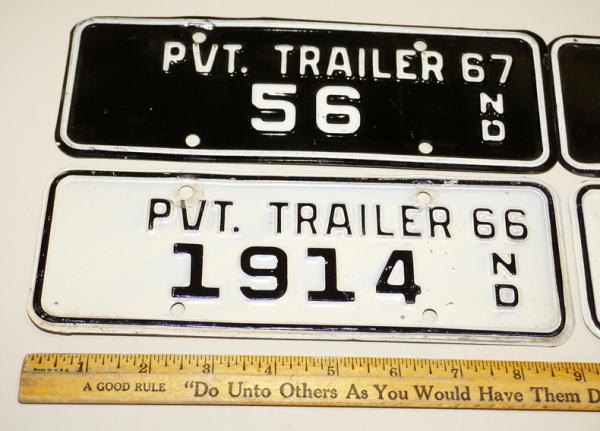 PVT. TRAILER 67
56 ND
PVT. TRAILER 66
1914 ND
1 2 3 4 5 6 7 8 9
A GOOD RULE "Do Unto Others As You Would Have Them D